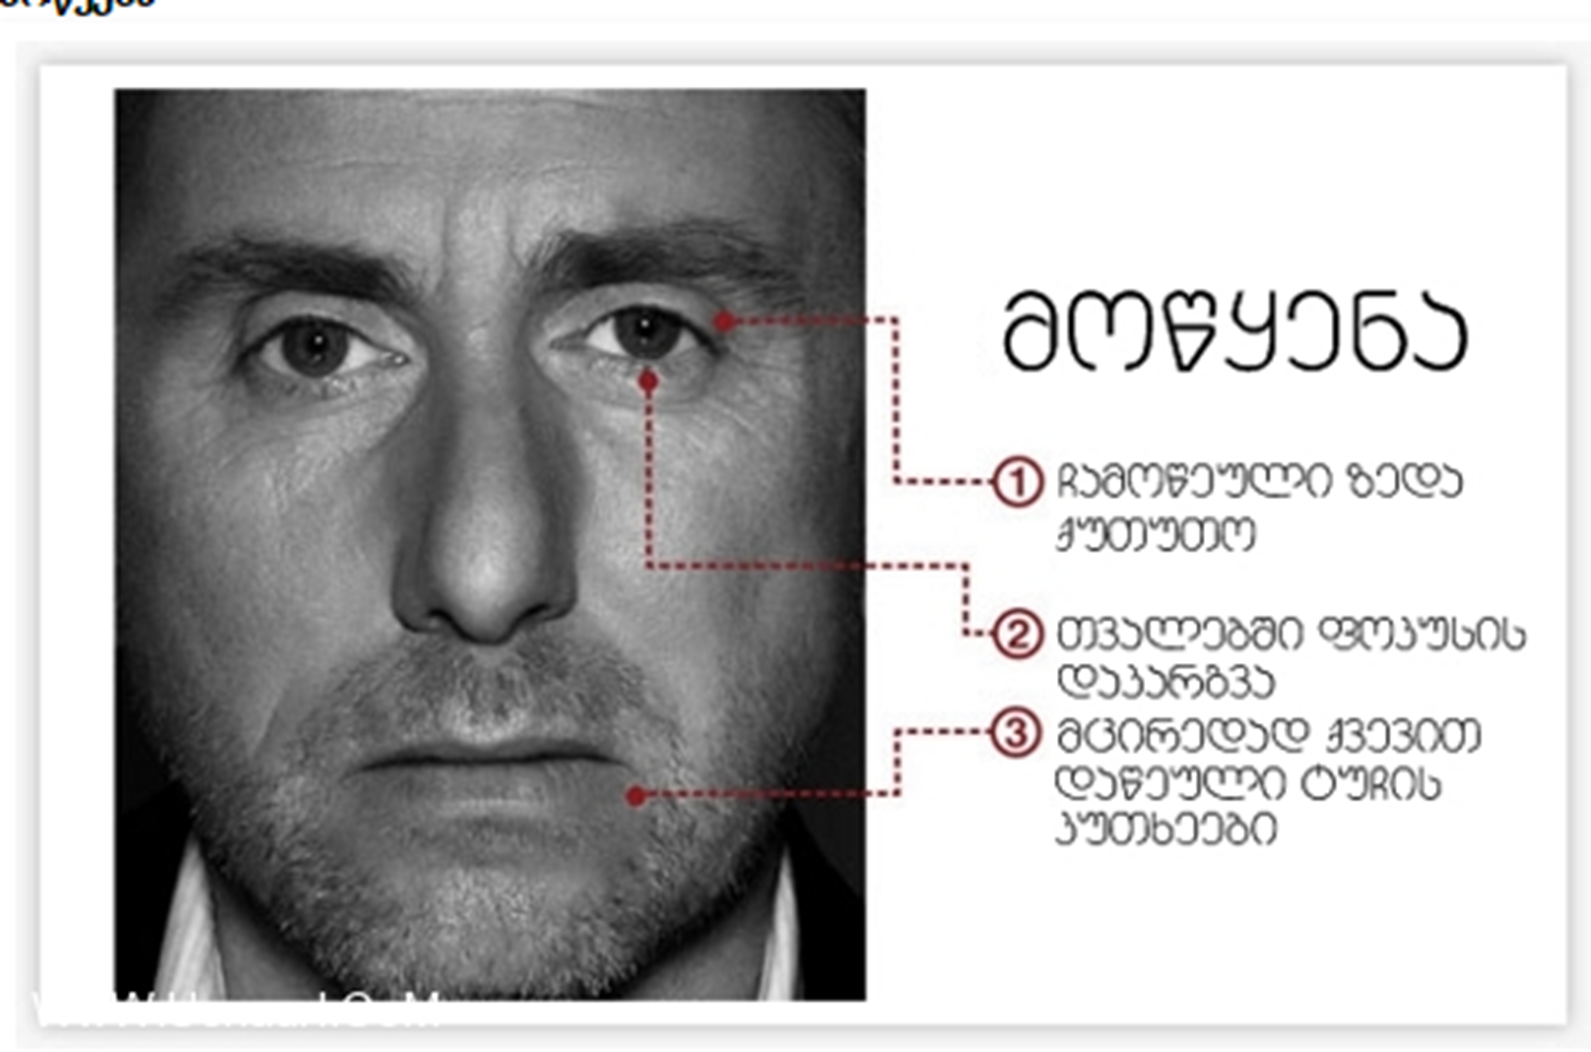 მოწყენა
1 ჩამოწეული ზედა
ქუთუთო
2 თვალებში ფოკუსის
დაკარგვა
3 მცირედად ქვევით
დაწეული ტუჩის
კუთხეები